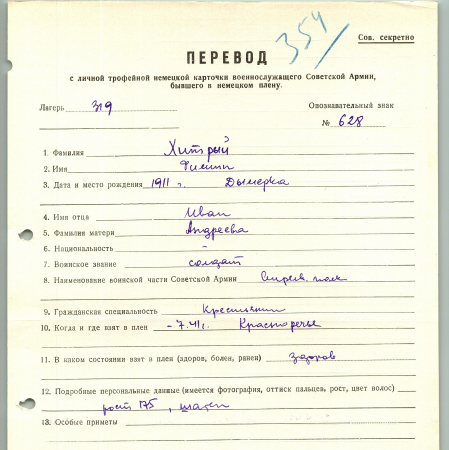 354
Сов. секретно
ПЕРЕВОД
с личной трофейной немецкой карточки военнослужащего Советской Армии,
бывшего в немецком плену.
Лагерь 319 Опознавательный знак
№ 628
1. Фамилия Хитрый
2. Имя Филипп
3. Дата и место рождения 1911 г. Дымерка
4. Имя отца Иван
5. Фамилия матери Андреева
6. Национальность -
7. Воинское звание солдат
8. Наименование воинской части Советской Армии Стрел. полк
9. Гражданская специальность Крестьянин
10. Когда и где взят в плен - 7.41 г. Красноречье
11. В каком состоянии взят в плен (здоров, болен, ранен) здоров
12. Подробные персональные данные (имеется фотография, оттиск пальцев, рост, цвет волос)
рост 175, шатен
13. Особые приметы